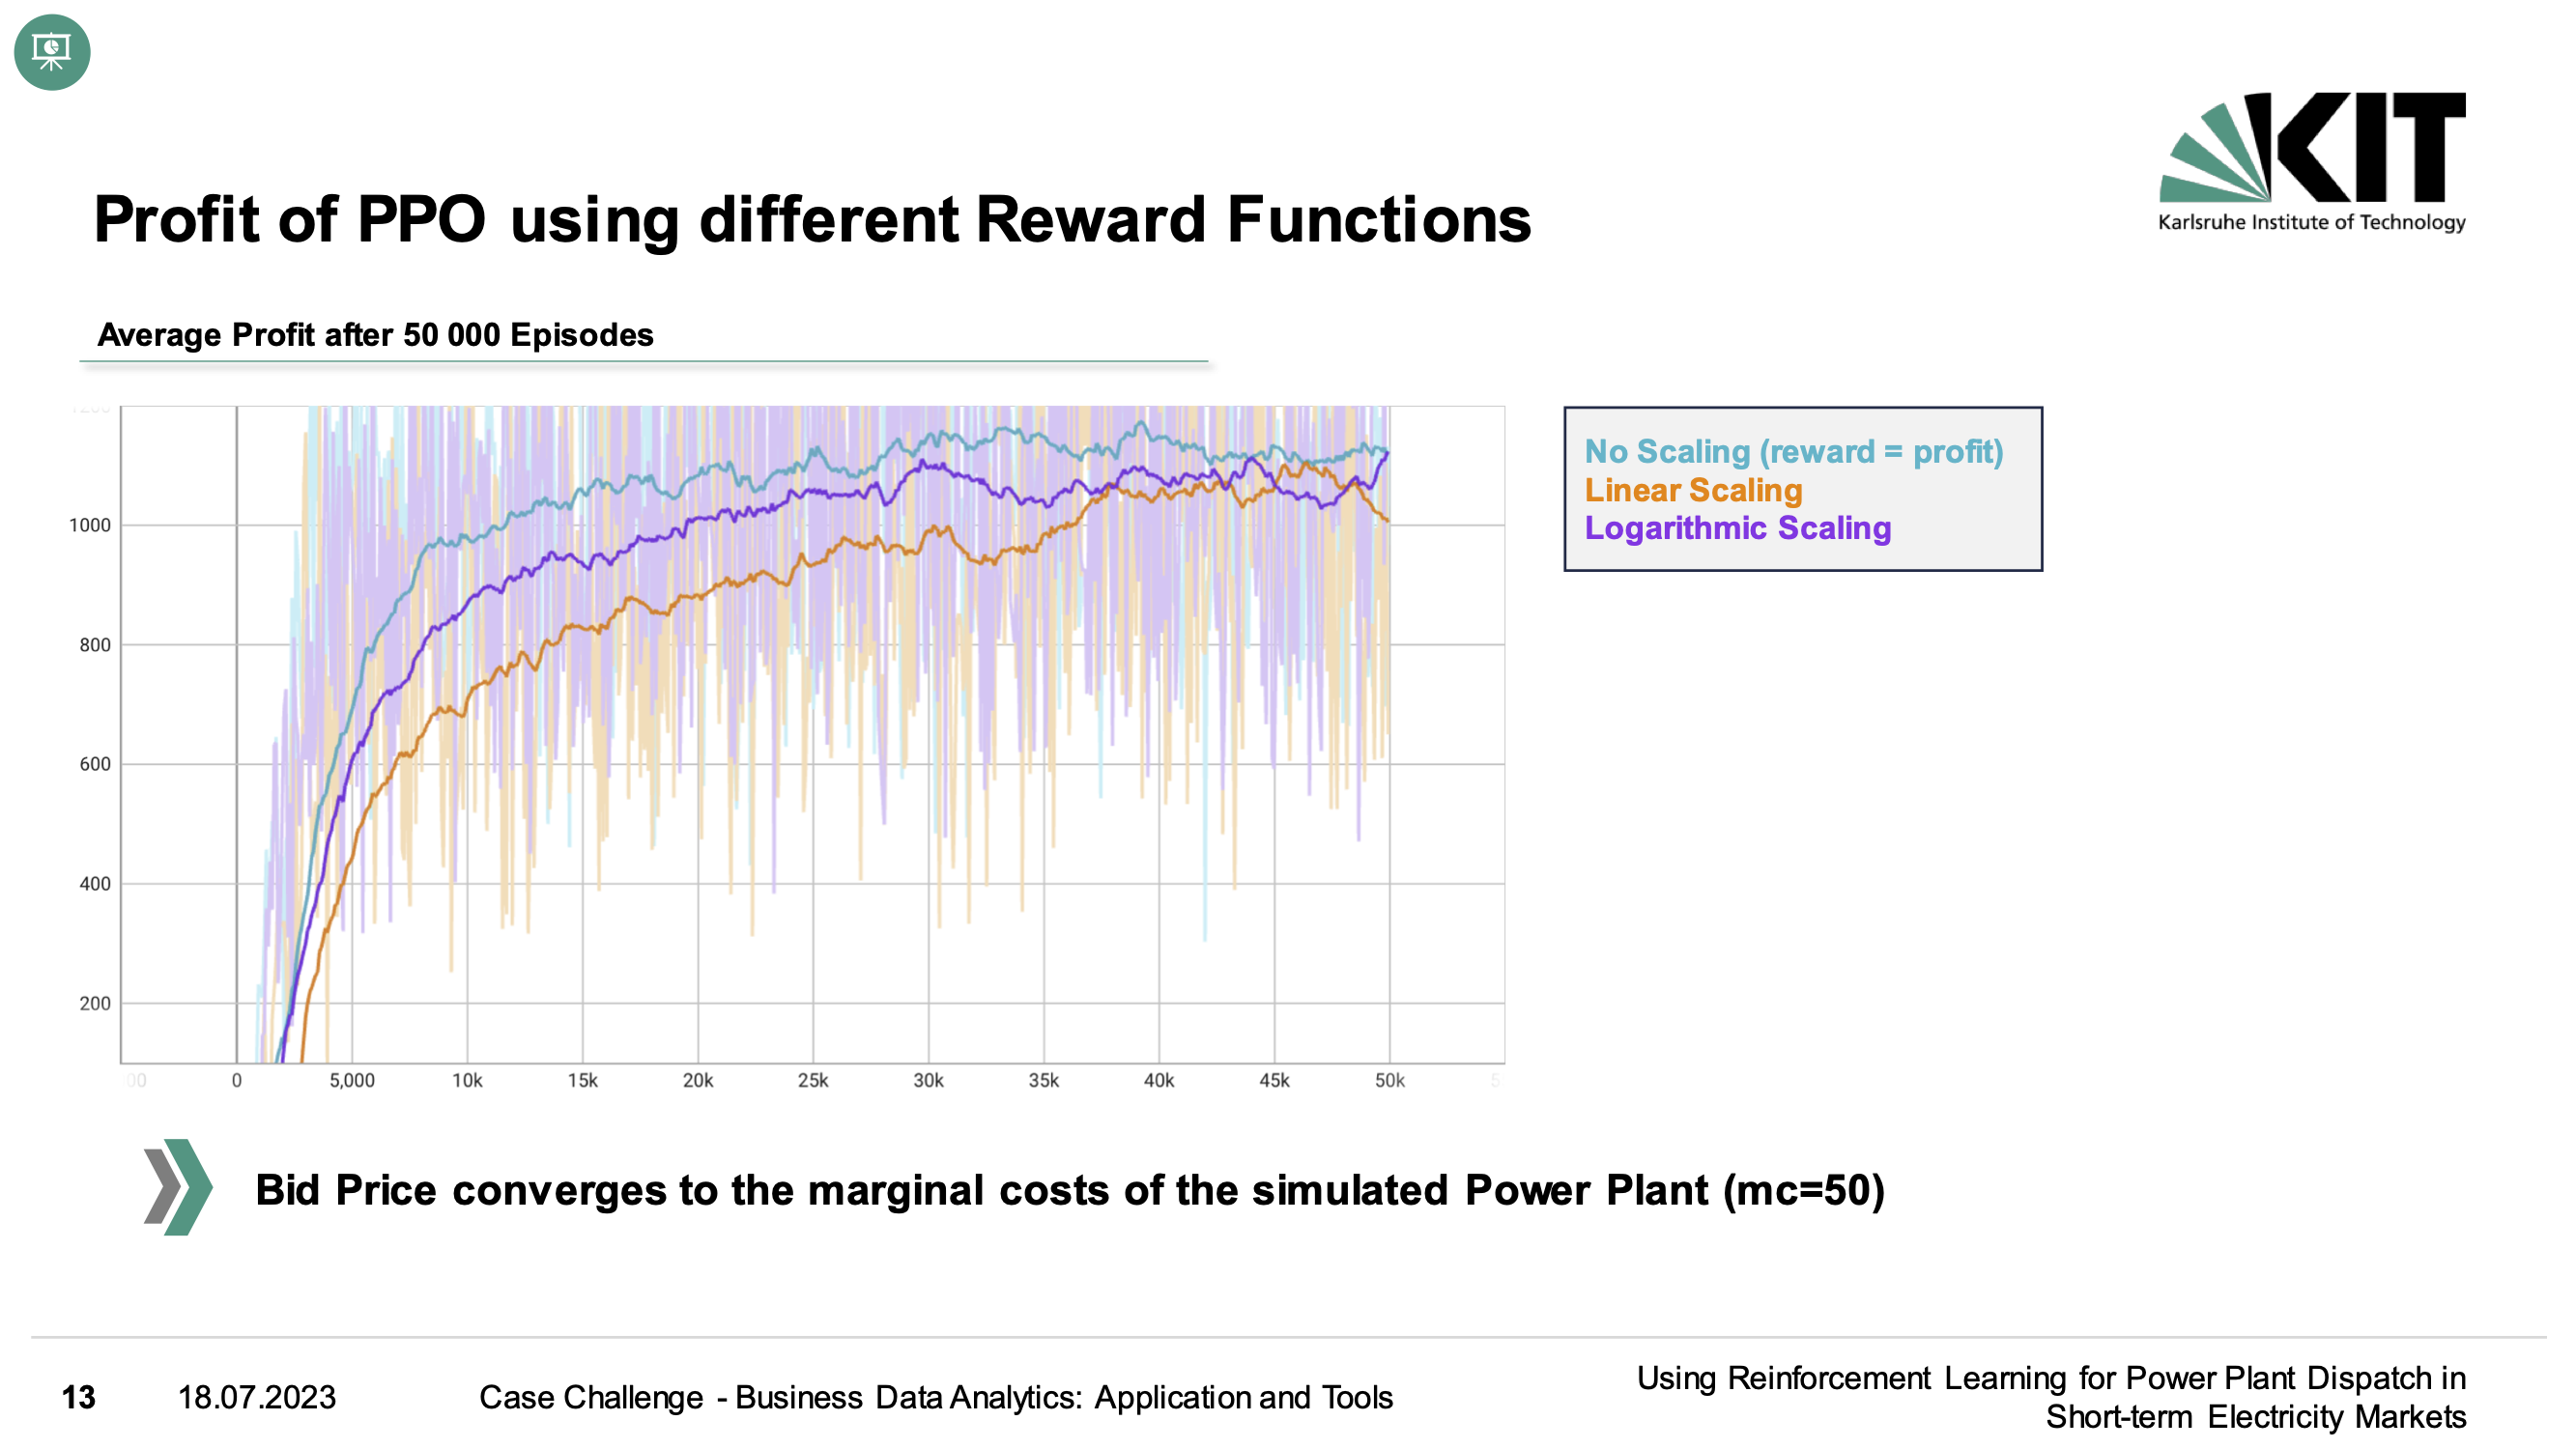 KIT
Karlsruhe Institute of Technology
Profit of PPO using different Reward Functions
Average Profit after 50 000 Episodes
1200
1000
800
600
400
200
00
0
5,000
10k
15k
20k
25k
30k
35k
40k
45k
50k
5
No Scaling (reward = profit)
Linear Scaling
Logarithmic Scaling
Bid Price converges to the marginal costs of the simulated Power Plant (mc=50)
13
18.07.2023
Case Challenge - Business Data Analytics: Application and Tools
Using Reinforcement Learning for Power Plant Dispatch in
Short-term Electricity Markets